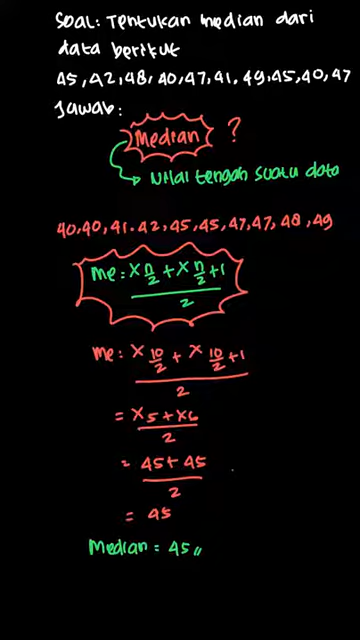 Soal: Tentukan median dari
data berikut
45, 42, 48, 40, 47, 41, 49, 45, 40, 47
Jawab:
Median ?
Nilai tengah suatu data
40, 40, 41, 42, 45, 45, 47, 47, 48, 49
Me: X n/2 + X n/2 + 1
2
Me: X 10/2 + X 10/2 + 1
2
= X5 + X6
2
= 45 + 45
2
= 45
Median = 45 //